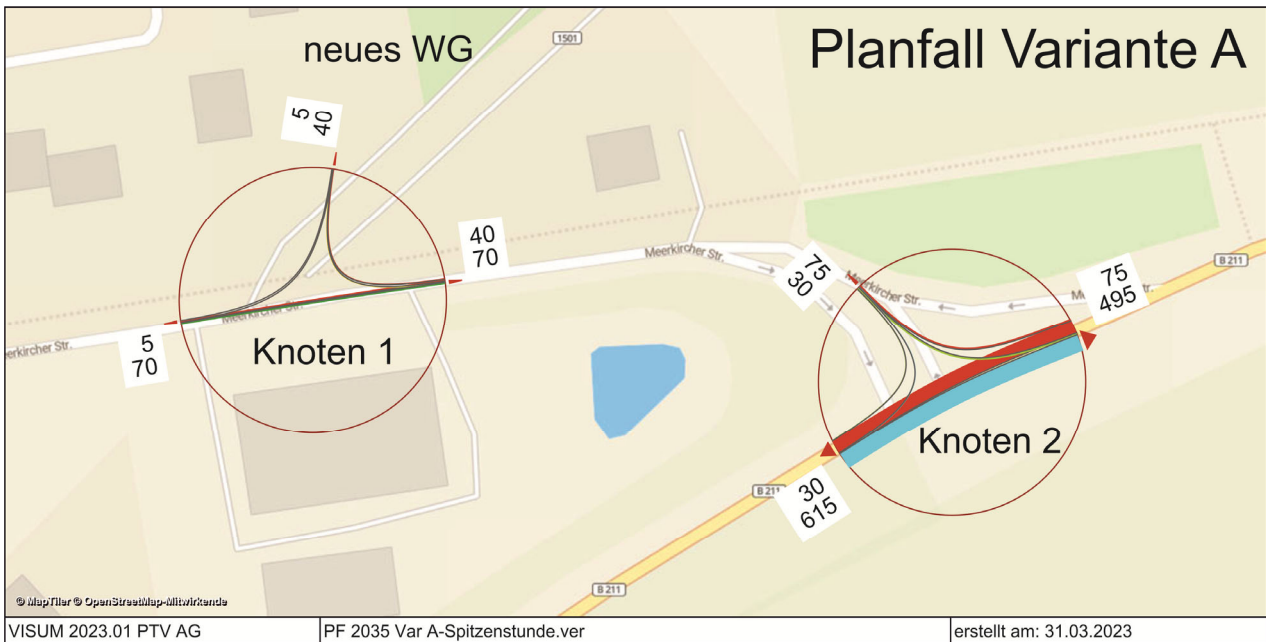 neues WG
1501
Planfall Variante A
5
40
40
70
Meerkircher Str.
75
30
Meerkircher Str.
75
495
B 211
Meerkircher Str.
5
70
Knoten 1
Knoten 2
B 211
30
615
B 211
© MapTiler © OpenStreetMap-Mitwirkende
VISUM 2023.01 PTV AG
PF 2035 Var A-Spitzenstunde.ver
erstellt am: 31.03.2023